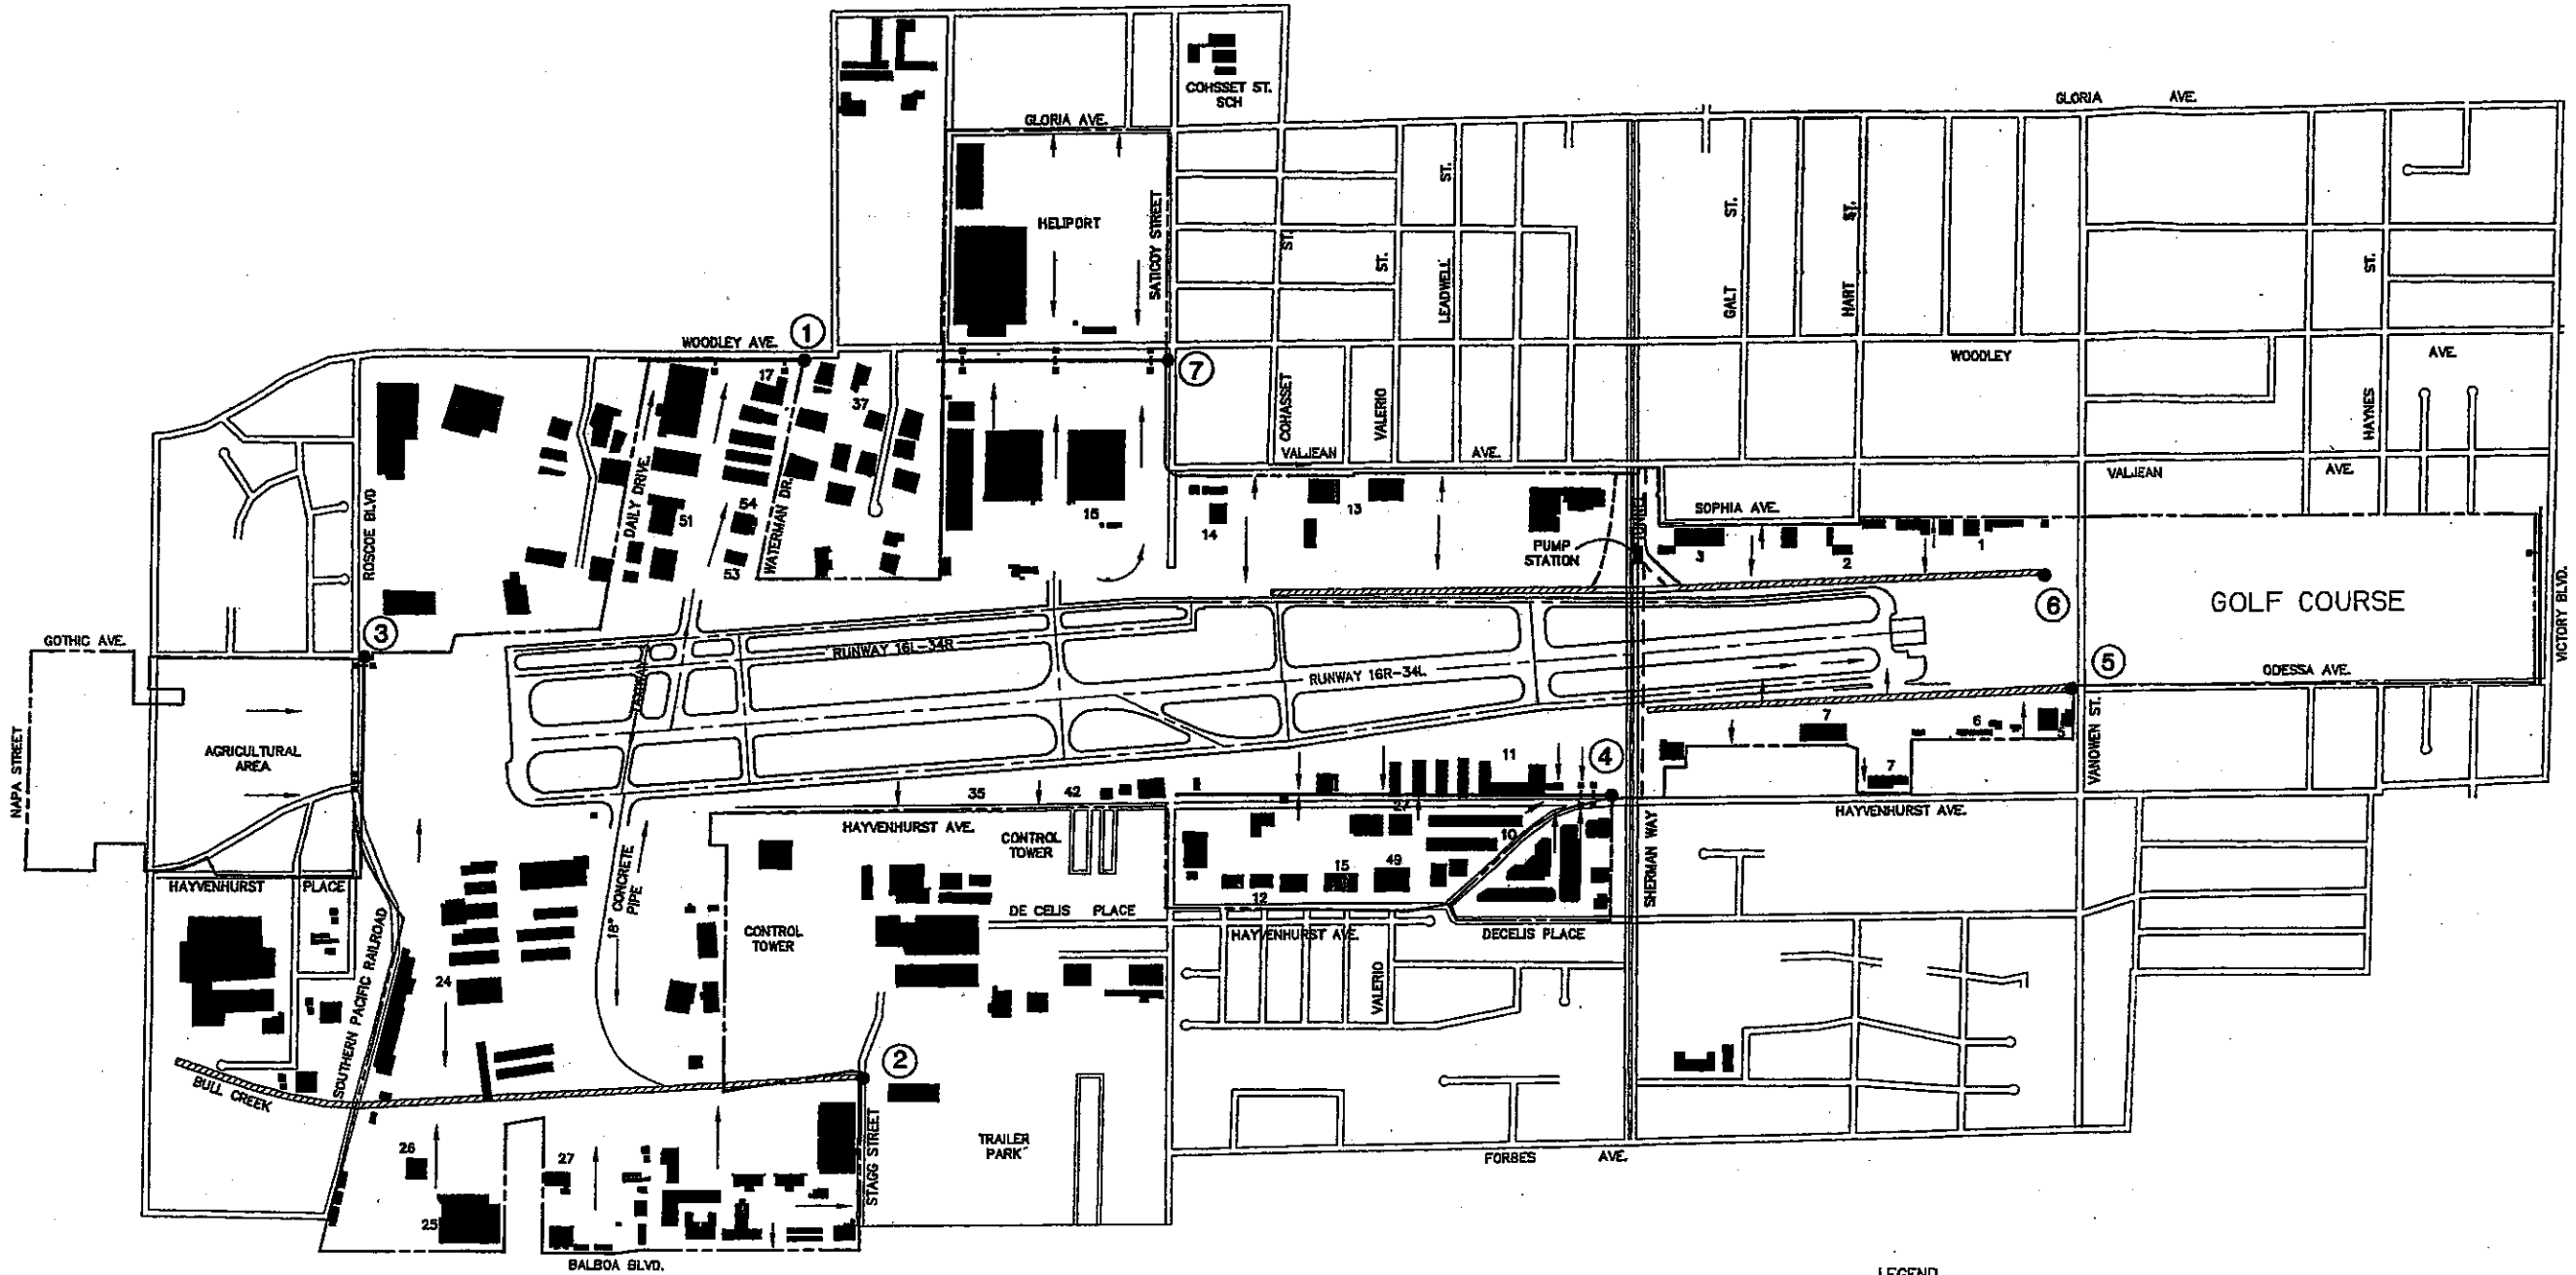 COHSSET ST.
SCH
GLORIA AVE.
GLORIA AVE.
HELIPORT
SATICOY STREET
ST.
ST.
LEADWELL
ST.
GALT ST.
HART ST.
ST.
WOODLEY AVE.
1
7
WOODLEY AVE.
17
37
COHASSET
VALERIO
HAYNES
VALJEAN AVE.
VALJEAN AVE.
ROSCOE BLVD
DAILY DRIVE
51
54
53
WATERMAN DR.
16
14
13
PUMP
STATION
TUNNEL
SOPHIA AVE.
3
2
1
6
GOLF COURSE
VICTORY BLVD.
GOTHIC AVE.
3
RUNWAY 16L-34R
TAXIWAY
RUNWAY 16R-34L
5
ODESSA AVE.
NAPA STREET
AGRICULTURAL
AREA
35
42
11
4
7
7
6
5
VANOWEN ST.
HAYVENHURST AVE.
CONTROL
TOWER
10
HAYVENHURST AVE.
SHERMAN WAY
HAYVENHURST PLACE
18" CONCRETE
PIPE
CONTROL
TOWER
DE CELIS PLACE
12
15
49
HAYVENHURST AVE.
DECELIS PLACE
VALERIO
SOUTHERN PACIFIC RAILROAD
24
BULL CREEK
2
STAGG STREET
TRAILER
PARK
FORBES AVE.
26
27
25
BALBOA BLVD.
LEGEND